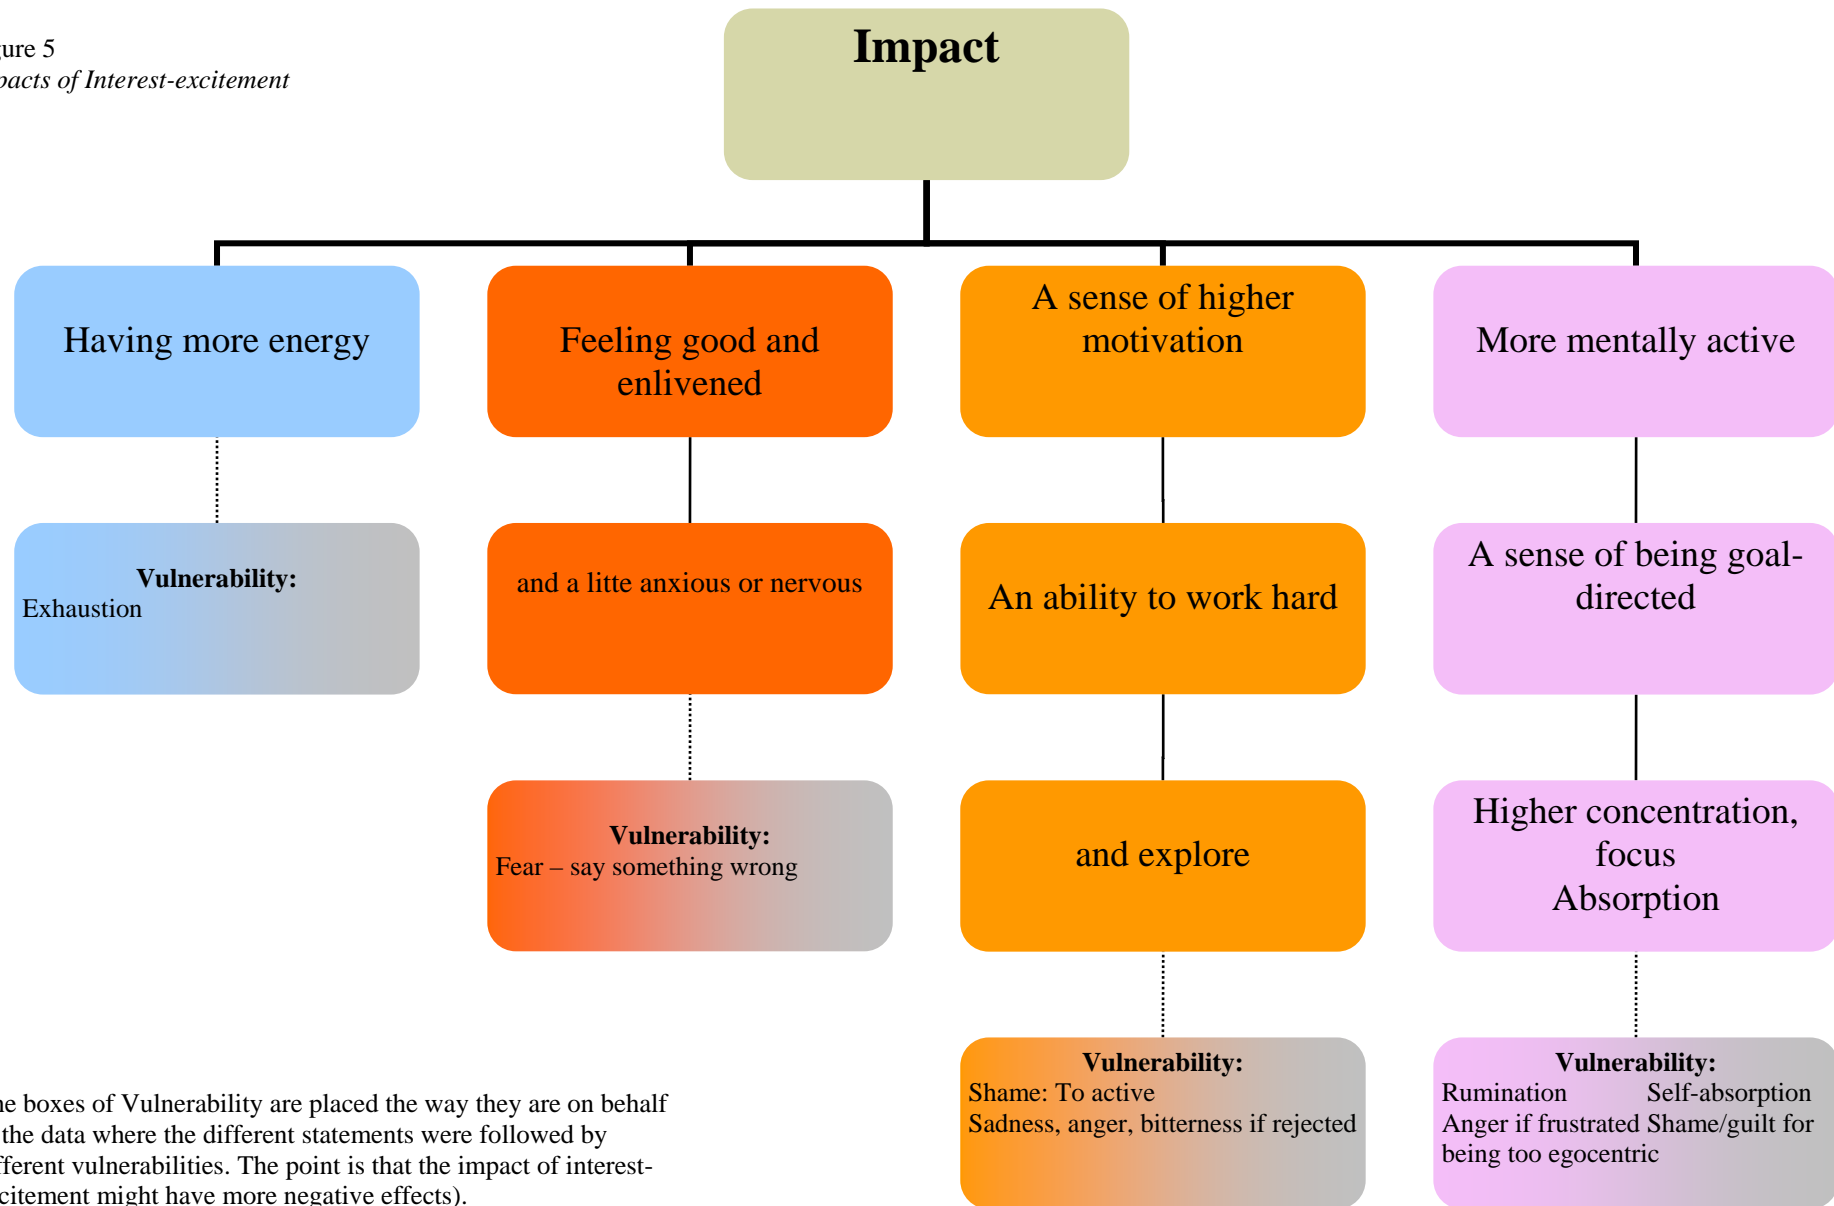 gure 5
pacts of Interest-excitement
Impact
Having more energy
Feeling good and
enlivened
A sense of higher
motivation
More mentally active
Vulnerability:
Exhaustion
and a litte anxious or nervous
An ability to work hard
A sense of being goal-
directed
Vulnerability:
Fear – say something wrong
and explore
Higher concentration,
focus
Absorption
Vulnerability:
Shame: To active
Sadness, anger, bitterness if rejected
Vulnerability:
Rumination Self-absorption
Anger if frustrated Shame/guilt for
being too egocentric
he boxes of Vulnerability are placed the way they are on behalf
the data where the different statements were followed by
fferent vulnerabilities. The point is that the impact of interest-
citement might have more negative effects).